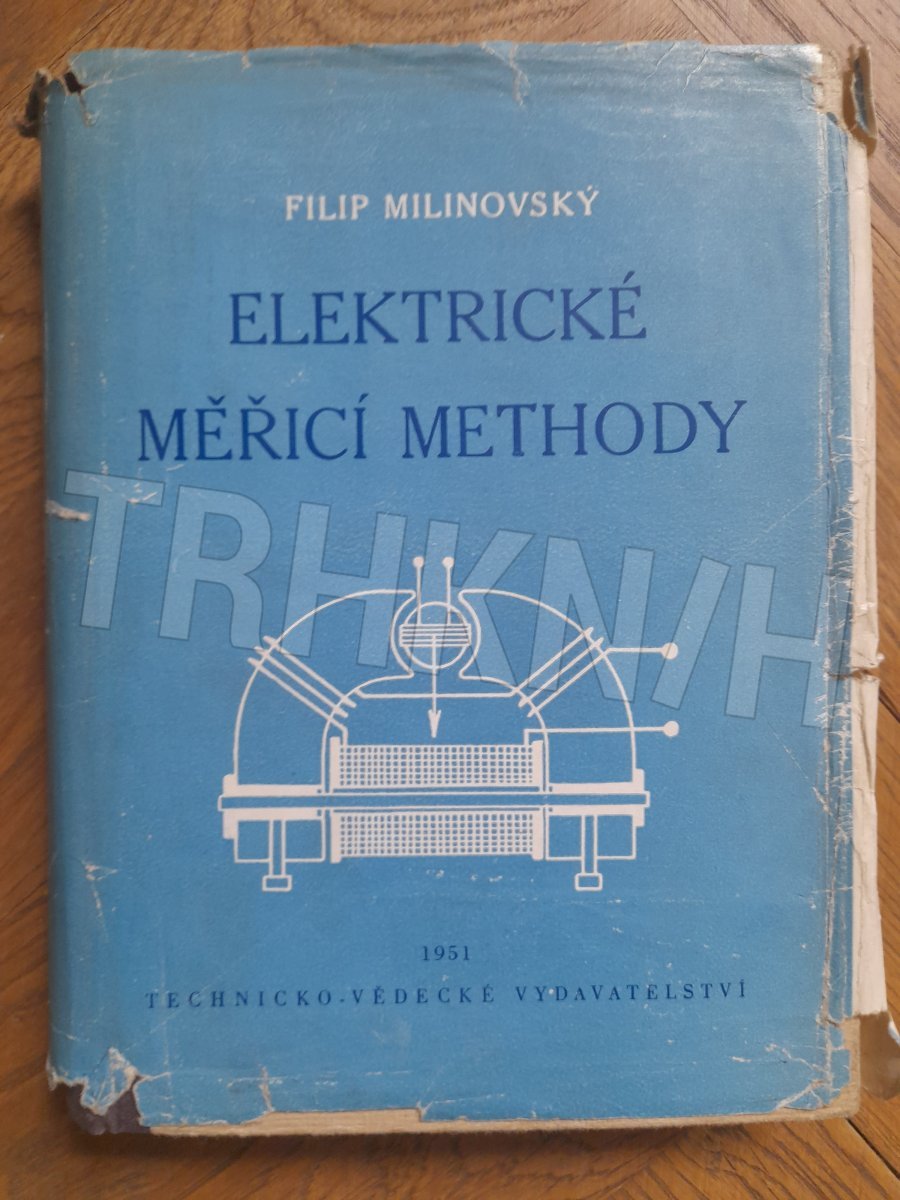 FILIP MILINOVSKÝ
ELEKTRICKÉ
MĚŘICÍ METHODY
TRHKNIH
1951
TECHNICKO-VĚDECKÉ VYDAVATELSTVÍ